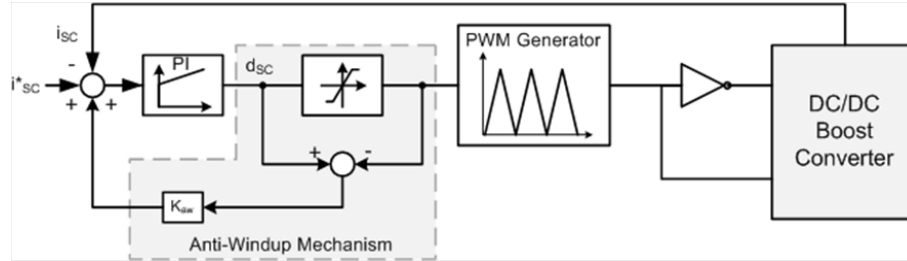 i_SC
-
i*_SC
+
+
PI
d_SC
PWM Generator
DC/DC
Boost
Converter
+
-
K_aw
Anti-Windup Mechanism